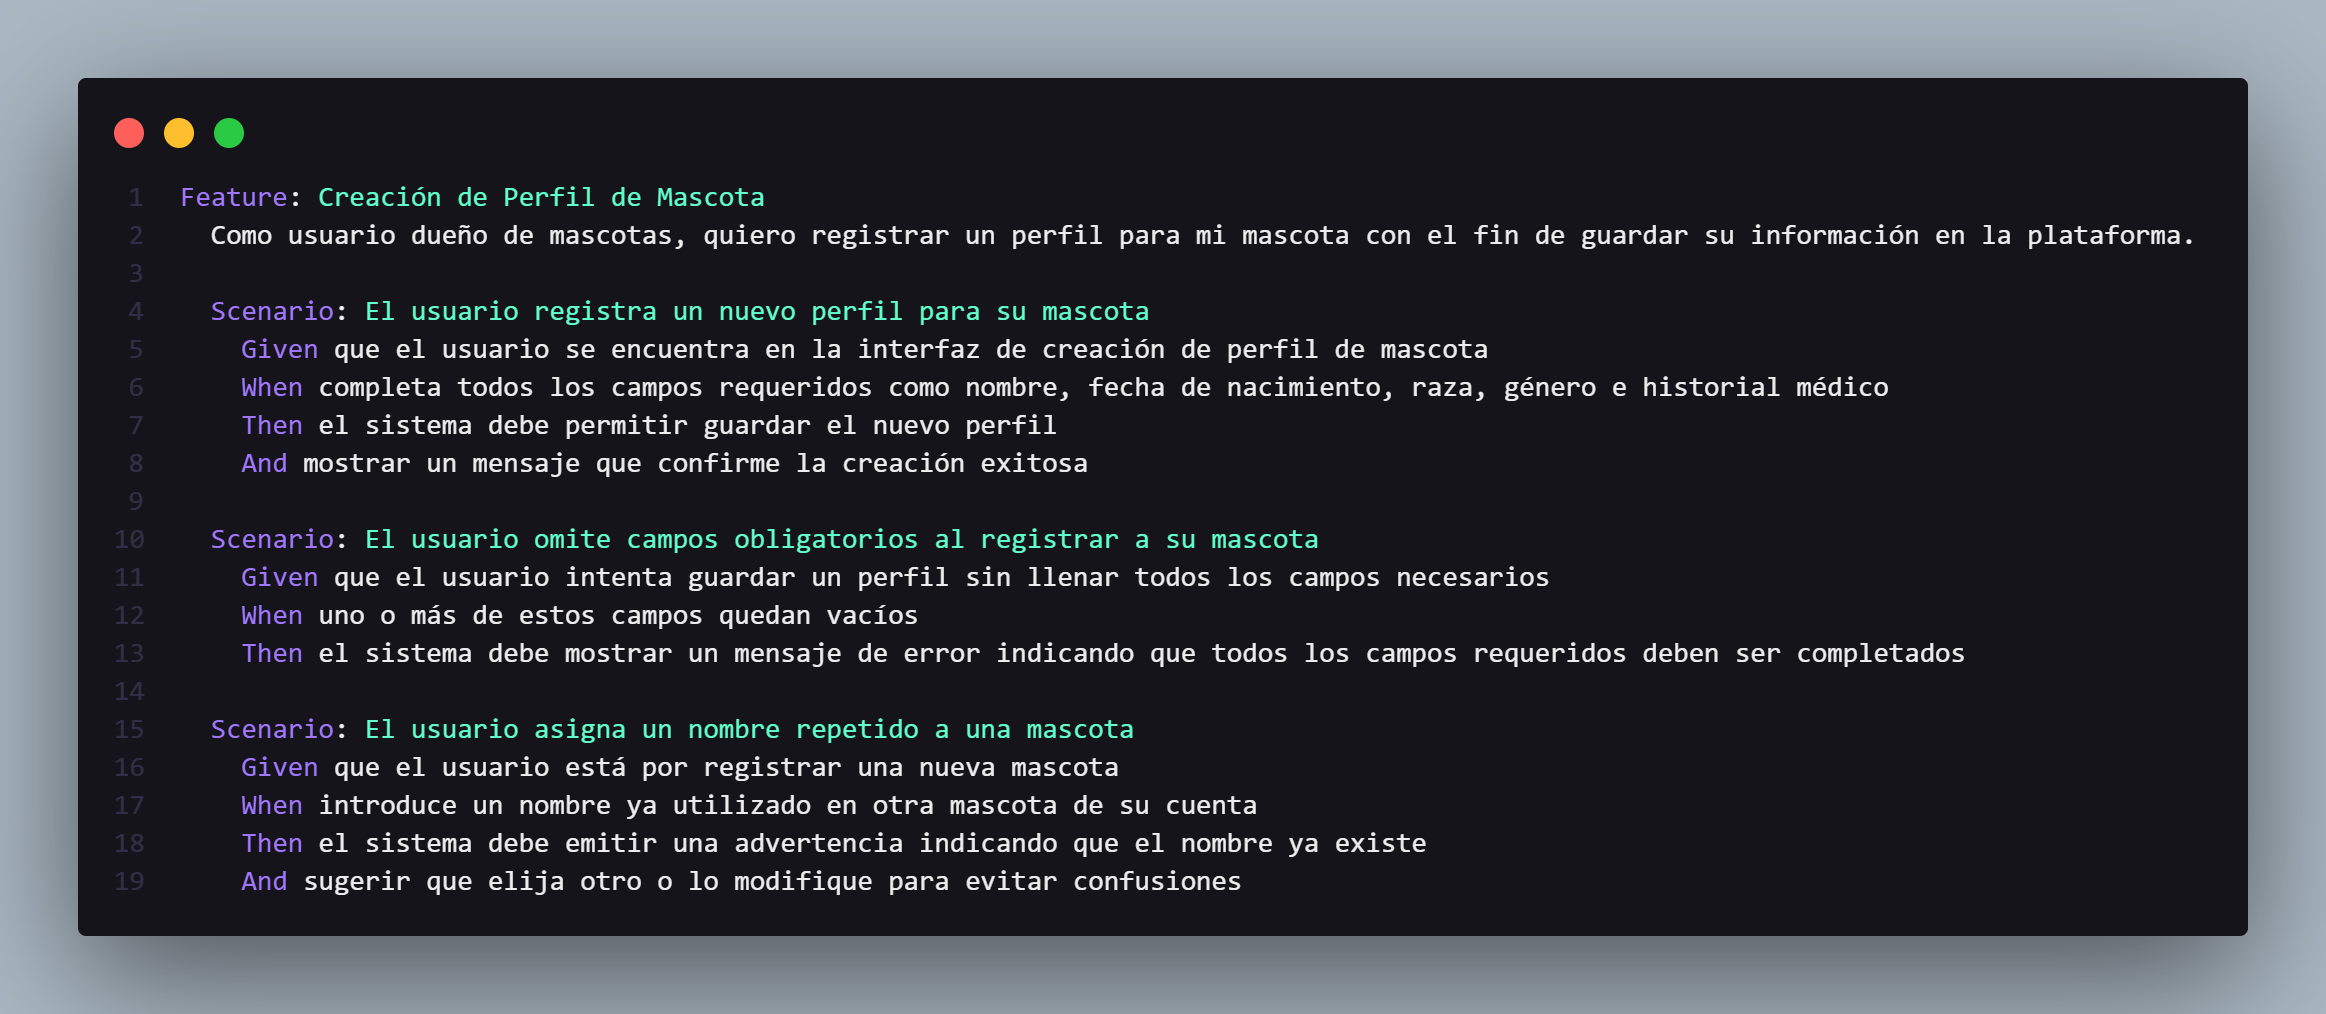 1 Feature: Creación de Perfil de Mascota
2 Como usuario dueño de mascotas, quiero registrar un perfil para mi mascota con el fin de guardar su información en la plataforma.
3
4 Scenario: El usuario registra un nuevo perfil para su mascota
5 Given que el usuario se encuentra en la interfaz de creación de perfil de mascota
6 When completa todos los campos requeridos como nombre, fecha de nacimiento, raza, género e historial médico
7 Then el sistema debe permitir guardar el nuevo perfil
8 And mostrar un mensaje que confirme la creación exitosa
9
10 Scenario: El usuario omite campos obligatorios al registrar a su mascota
11 Given que el usuario intenta guardar un perfil sin llenar todos los campos necesarios
12 When uno o más de estos campos quedan vacíos
13 Then el sistema debe mostrar un mensaje de error indicando que todos los campos requeridos deben ser completados
14
15 Scenario: El usuario asigna un nombre repetido a una mascota
16 Given que el usuario está por registrar una nueva mascota
17 When introduce un nombre ya utilizado en otra mascota de su cuenta
18 Then el sistema debe emitir una advertencia indicando que el nombre ya existe
19 And sugerir que elija otro o lo modifique para evitar confusiones